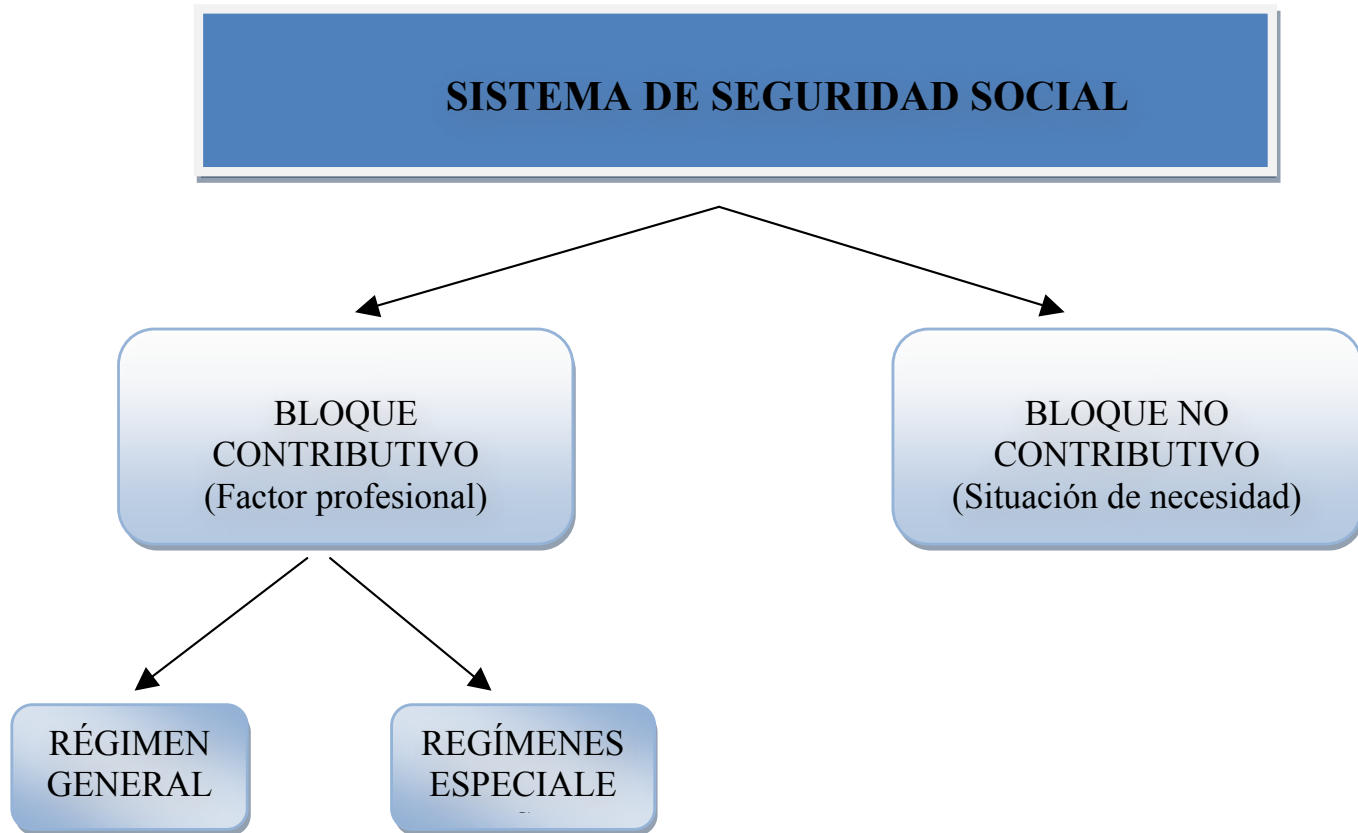 SISTEMA DE SEGURIDAD SOCIAL
BLOQUE
CONTRIBUTIVO
(Factor profesional)
BLOQUE NO
CONTRIBUTIVO
(Situación de necesidad)
RÉGIMEN
GENERAL
REGÍMENES
ESPECIALE